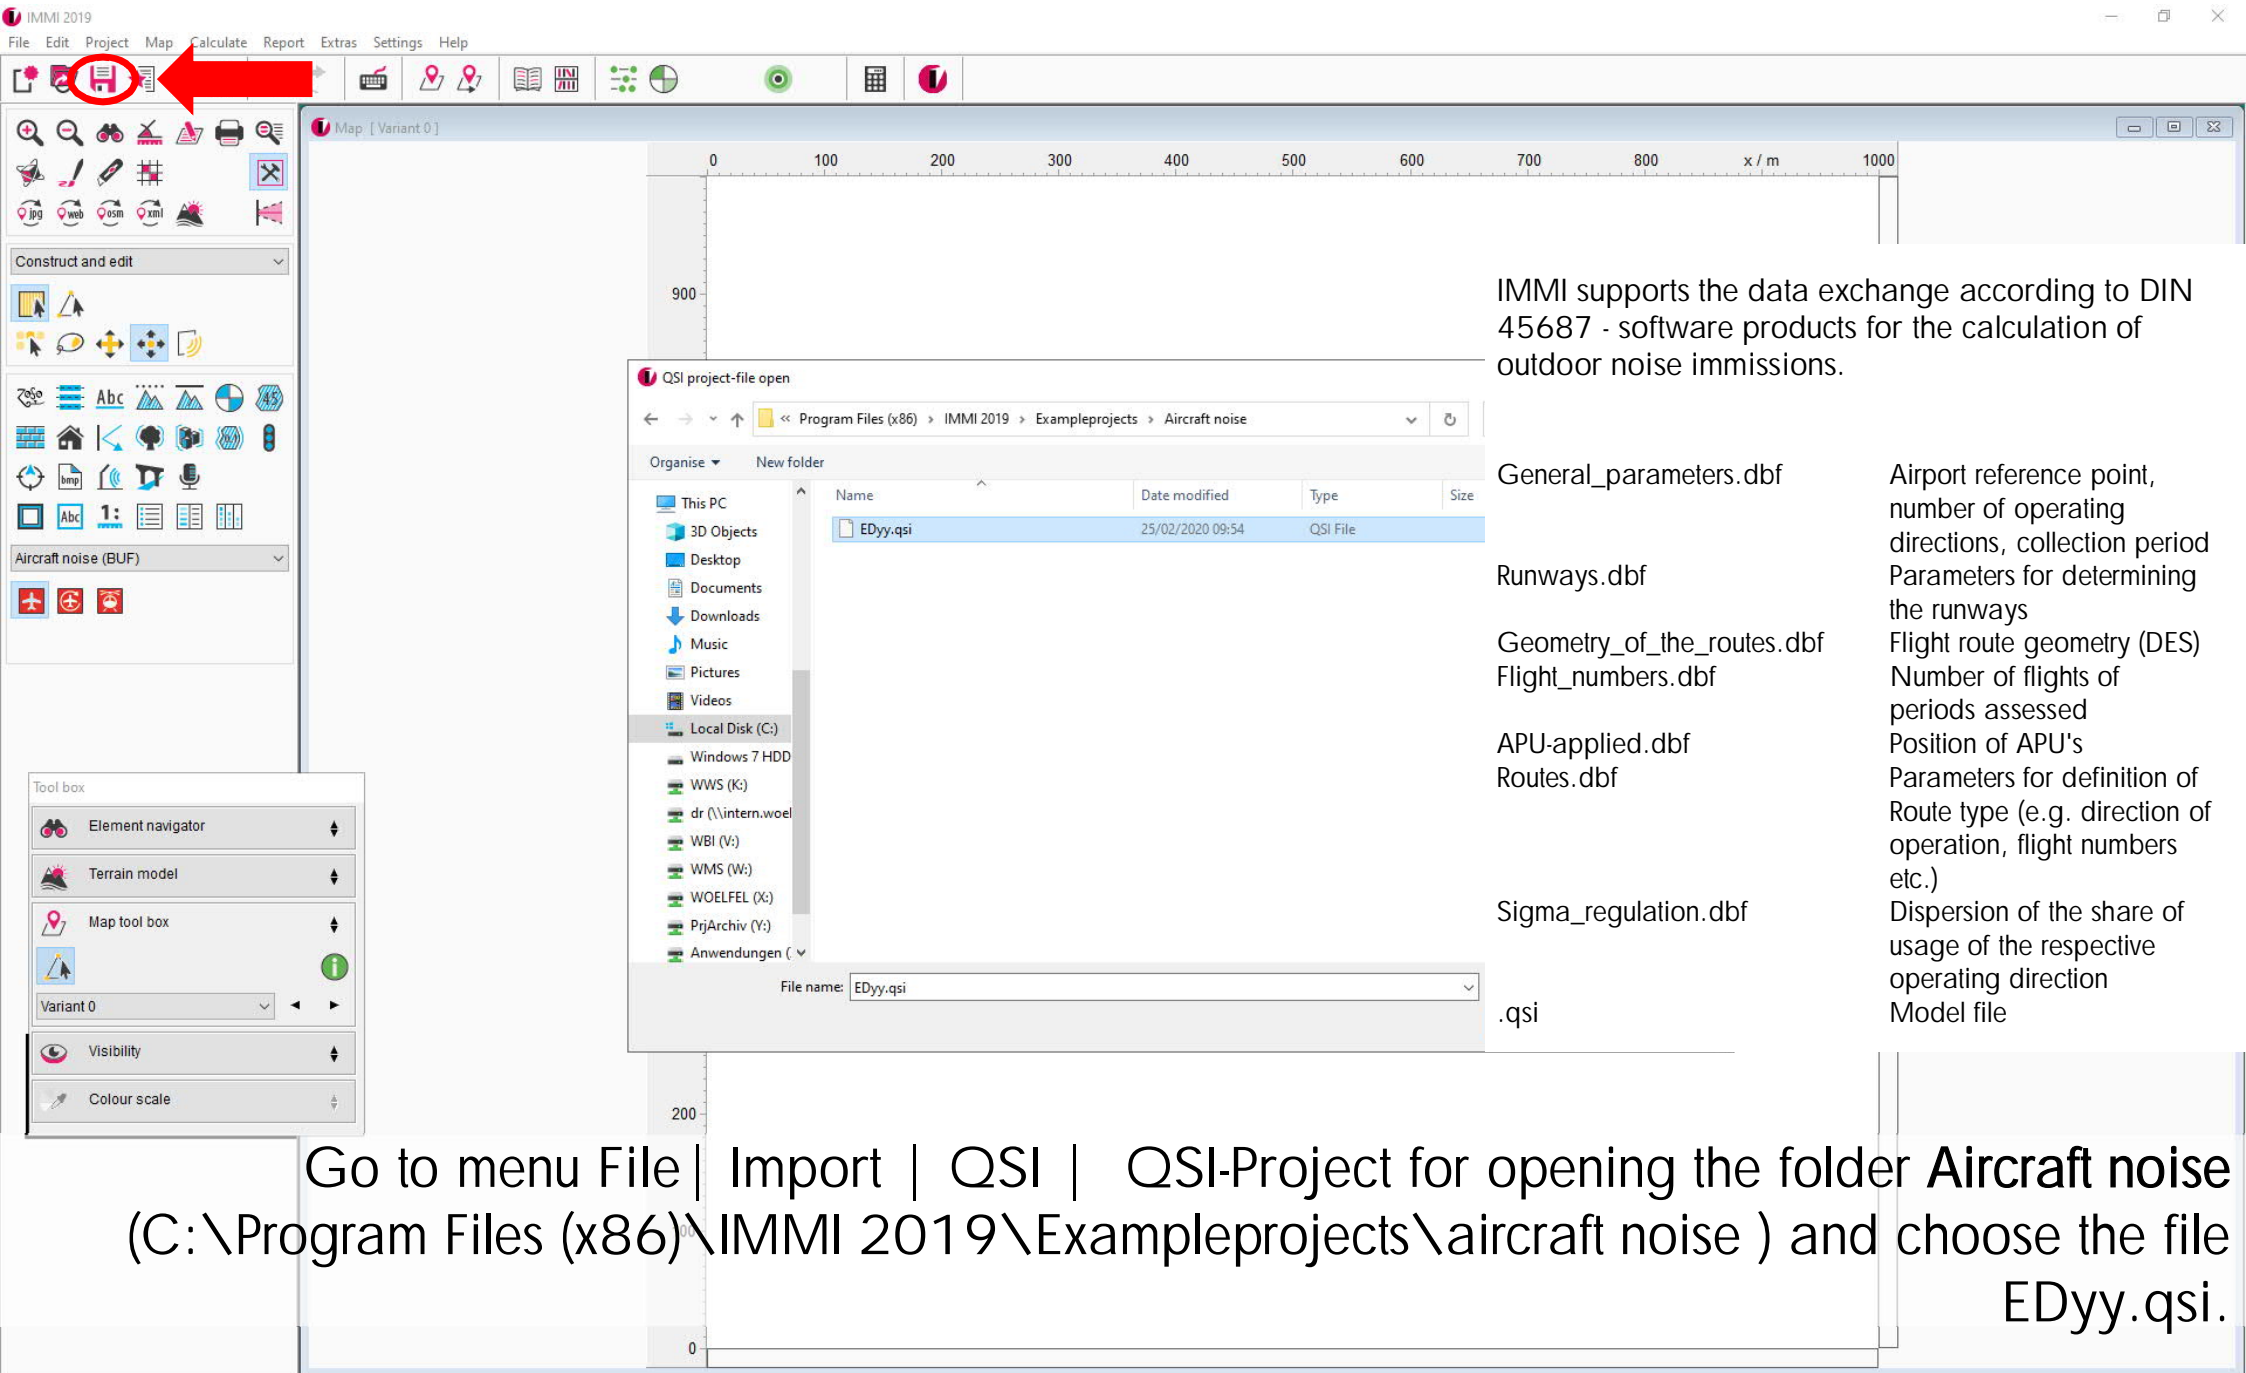 IMMI 2019
File Edit Project Map Calculate Report Extras Settings Help
Map [ Variant 0 ]
0 100 200 300 400 500 600 700 800 x / m 1000
jpg web osm xml
Construct and edit
900
IMMI supports the data exchange according to DIN
45687 - software products for the calculation of
outdoor noise immissions.
QSI project-file open
« Program Files (x86) › IMMI 2019 › Exampleprojects › Aircraft noise
Organise New folder
Name Date modified Type Size
This PC
3D Objects
EDyy.qsi 25/02/2020 09:54 QSI File
Desktop
Documents
Downloads
Music
Pictures
Videos
Local Disk (C:)
Windows 7 HDD
WWS (K:)
dr (\\intern.woel
WBI (V:)
WMS (W:)
WOELFEL (X:)
PrjArchiv (Y:)
Anwendungen (
File name: EDyy.qsi
Abc
45
bmp
Abc 1:
Aircraft noise (BUF)
General_parameters.dbf Airport reference point,
number of operating
directions, collection period
Runways.dbf Parameters for determining
the runways
Geometry_of_the_routes.dbf Flight route geometry (DES)
Flight_numbers.dbf Number of flights of
periods assessed
APU-applied.dbf Position of APU's
Routes.dbf Parameters for definition of
Route type (e.g. direction of
operation, flight numbers
etc.)
Sigma_regulation.dbf Dispersion of the share of
usage of the respective
operating direction
.qsi Model file
Tool box
Element navigator
Terrain model
Map tool box
Variant 0
Visibility
Colour scale
200
Go to menu File| Import | QSI | QSI-Project for opening the folder Aircraft noise
(C:\Program Files (x86)\IMMI 2019\Exampleprojects\aircraft noise ) and choose the file
EDyy.qsi.
0